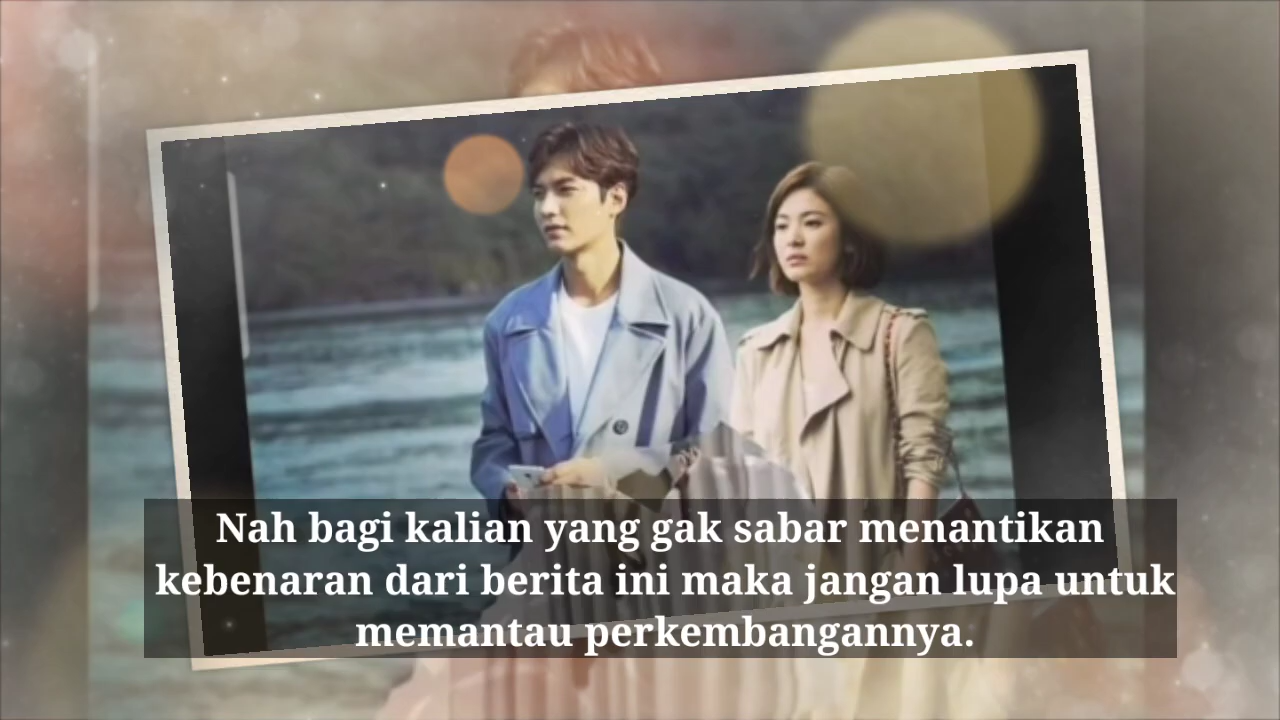 Nah bagi kalian yang gak sabar menantikan
kebenaran dari berita ini maka jangan lupa untuk
memantau perkembangannya.